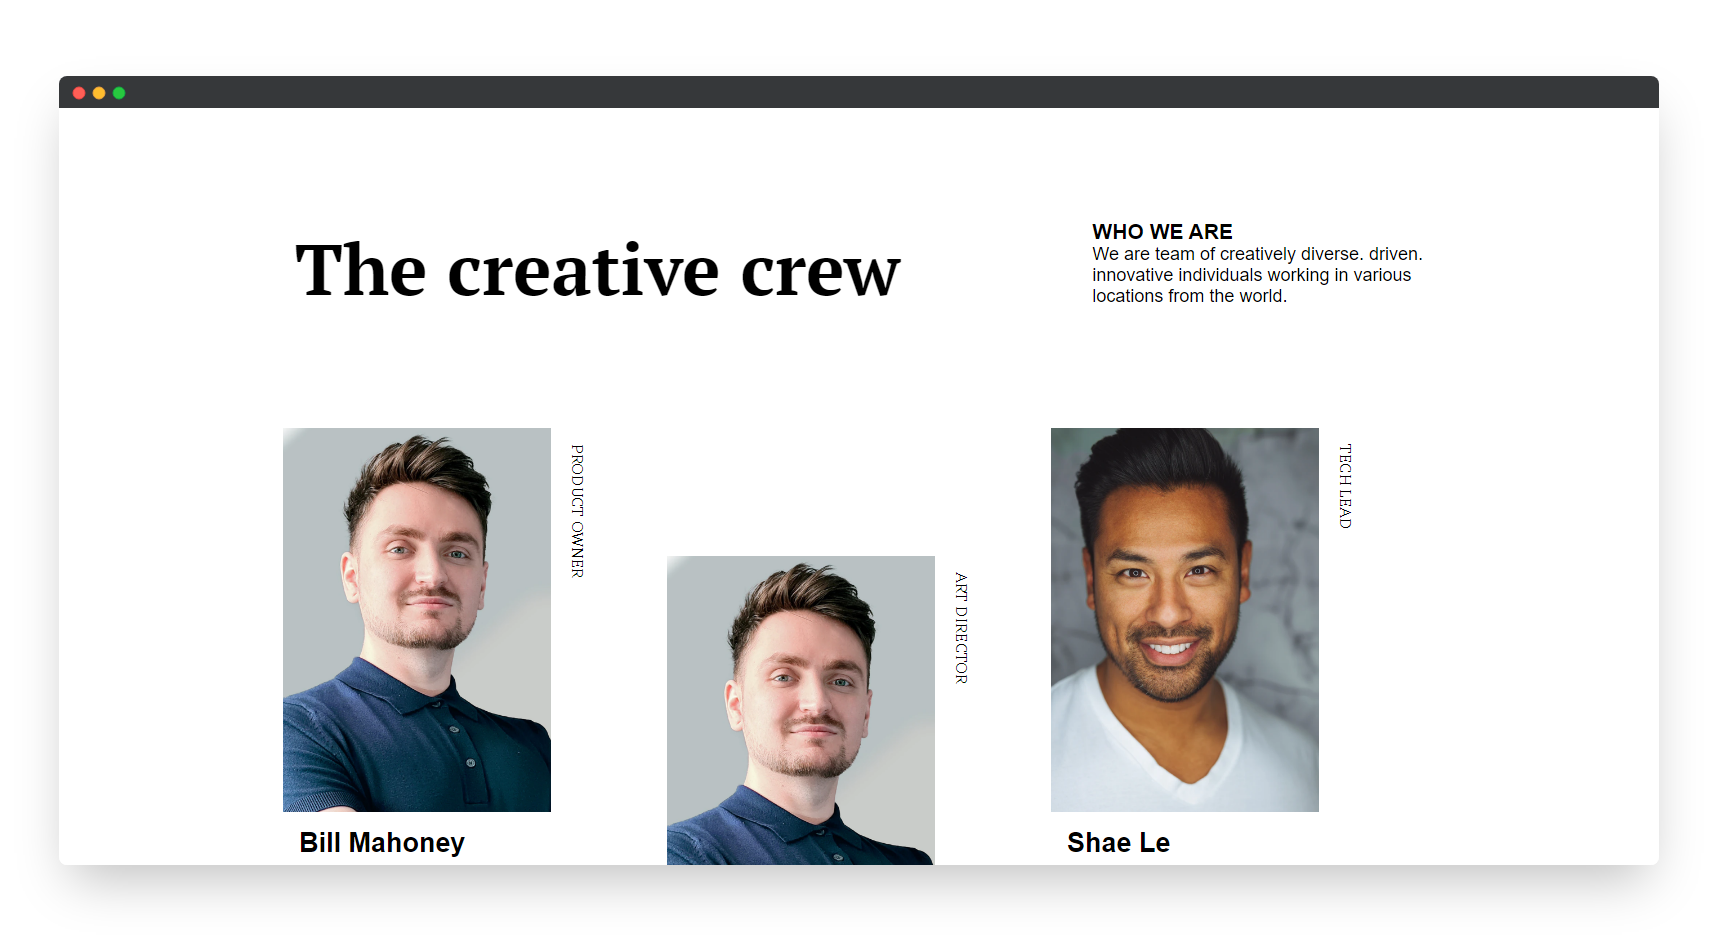 The creative crew
WHO WE ARE
We are team of creatively diverse. driven.
innovative individuals working in various
locations from the world.
PRODUCT OWNER
ART DIRECTOR
TECH LEAD
Bill Mahoney
Shae Le